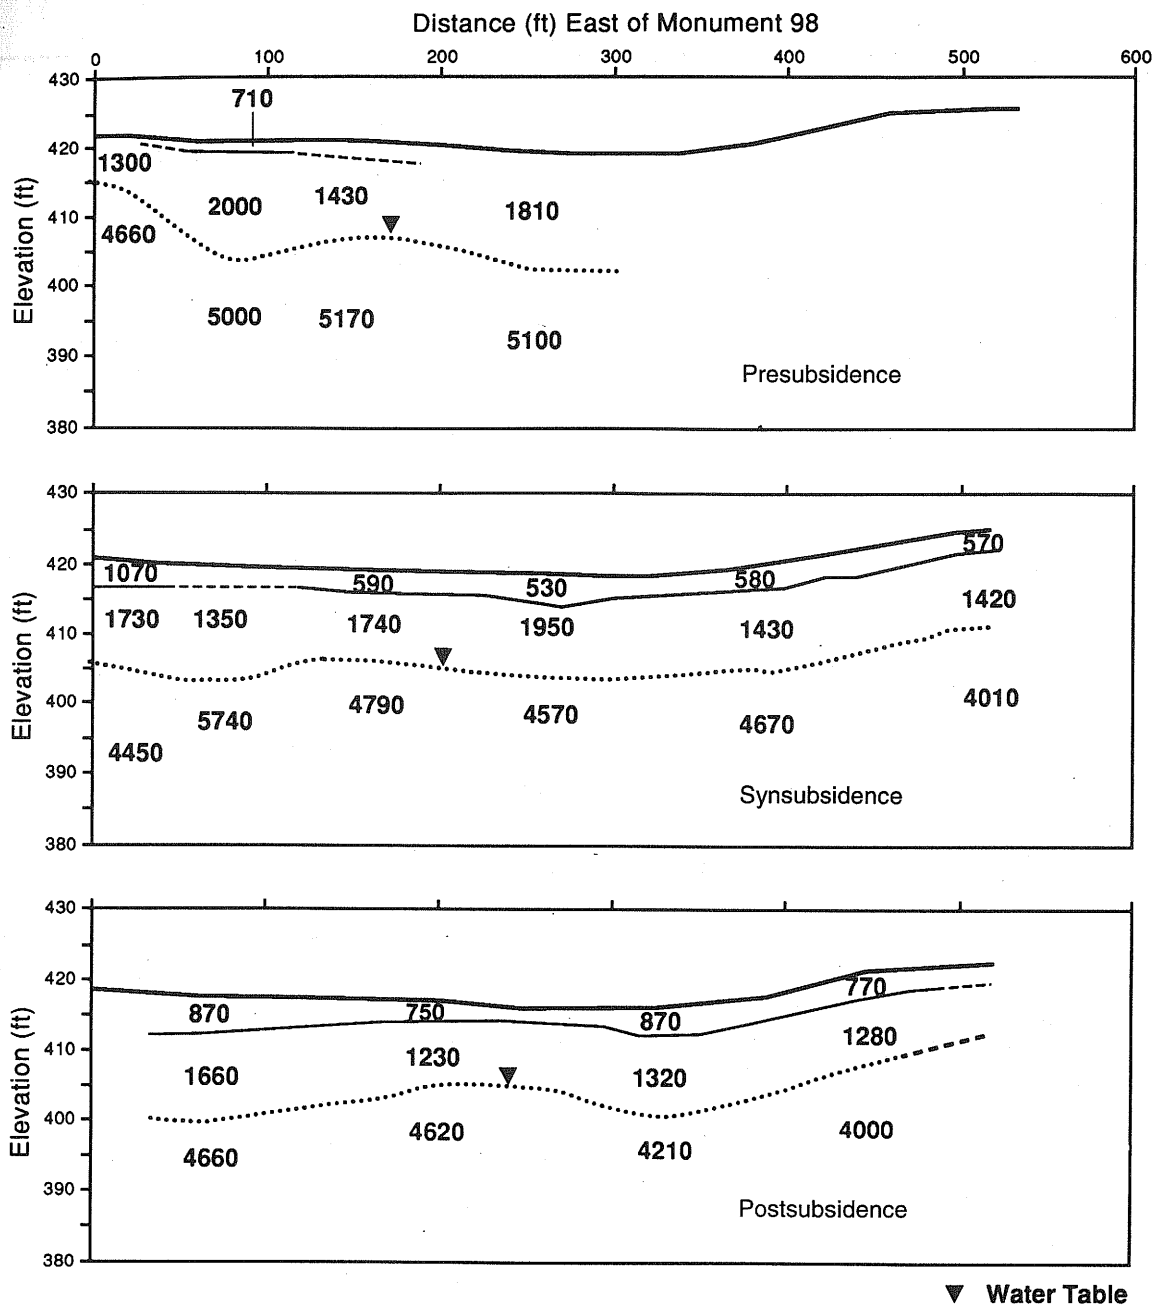 Distance (ft) East of Monument 98
0 100 200 300 400 500 600
430
710
420
1300
1430
2000
1810
410
4660
400
5000 5170
5100
390
Presubsidence
380
Elevation (ft)
430
420
570
1070
590 530 580
1420
1730 1350 1740 1950 1430
410
400
4790 4010
5740 4570 4670
4450
390
Synsubsidence
380
Elevation (ft)
430
420
770
870 750 870
1280
410
1230
1660 1320
400
4620 4000
4660 4210
390
Postsubsidence
380
Elevation (ft)
Water Table